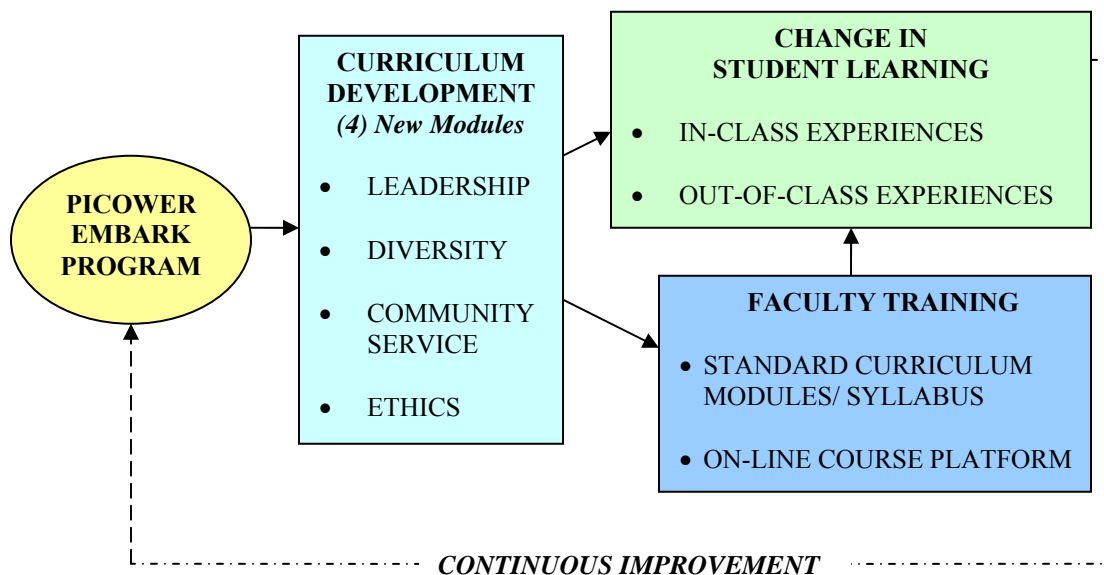 PICOWER
EMBARK
PROGRAM
CURRICULUM
DEVELOPMENT
(4) New Modules
• LEADERSHIP
• DIVERSITY
• COMMUNITY
SERVICE
• ETHICS
CHANGE IN
STUDENT LEARNING
• IN-CLASS EXPERIENCES
• OUT-OF-CLASS EXPERIENCES
FACULTY TRAINING
• STANDARD CURRICULUM
MODULES/ SYLLABUS
• ON-LINE COURSE PLATFORM
CONTINUOUS IMPROVEMENT